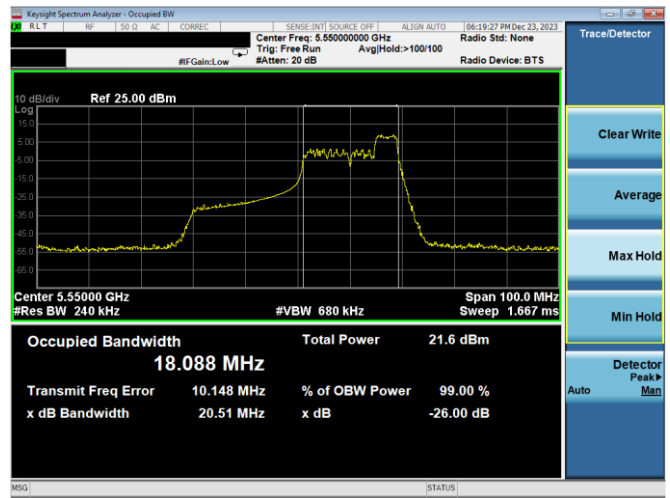 Keysight Spectrum Analyzer - Occupied BW
RLT RF 50 Ω AC CORREC SENSE:INT SOURCE OFF ALIGN AUTO 06:19:27 PM Dec 23, 2023
Center Freq: 5.550000000 GHz Radio Std: None
Trig: Free Run Avg|Hold:>100/100
#IFGain:Low #Atten: 20 dB Radio Device: BTS
Trace/Detector
10 dB/div Ref 25.00 dBm
Log
15.0
5.00
-5.00
-15.0
-25.0
-35.0
-45.0
-55.0
-65.0
Center 5.55000 GHz Span 100.0 MHz
#Res BW 240 kHz #VBW 680 kHz Sweep 1.667 ms
Occupied Bandwidth Total Power 21.6 dBm
18.088 MHz
Transmit Freq Error 10.148 MHz % of OBW Power 99.00 %
x dB Bandwidth 20.51 MHz x dB -26.00 dB
Clear Write
Average
Max Hold
Min Hold
Detector
Peak▶
Auto Man
MSG STATUS